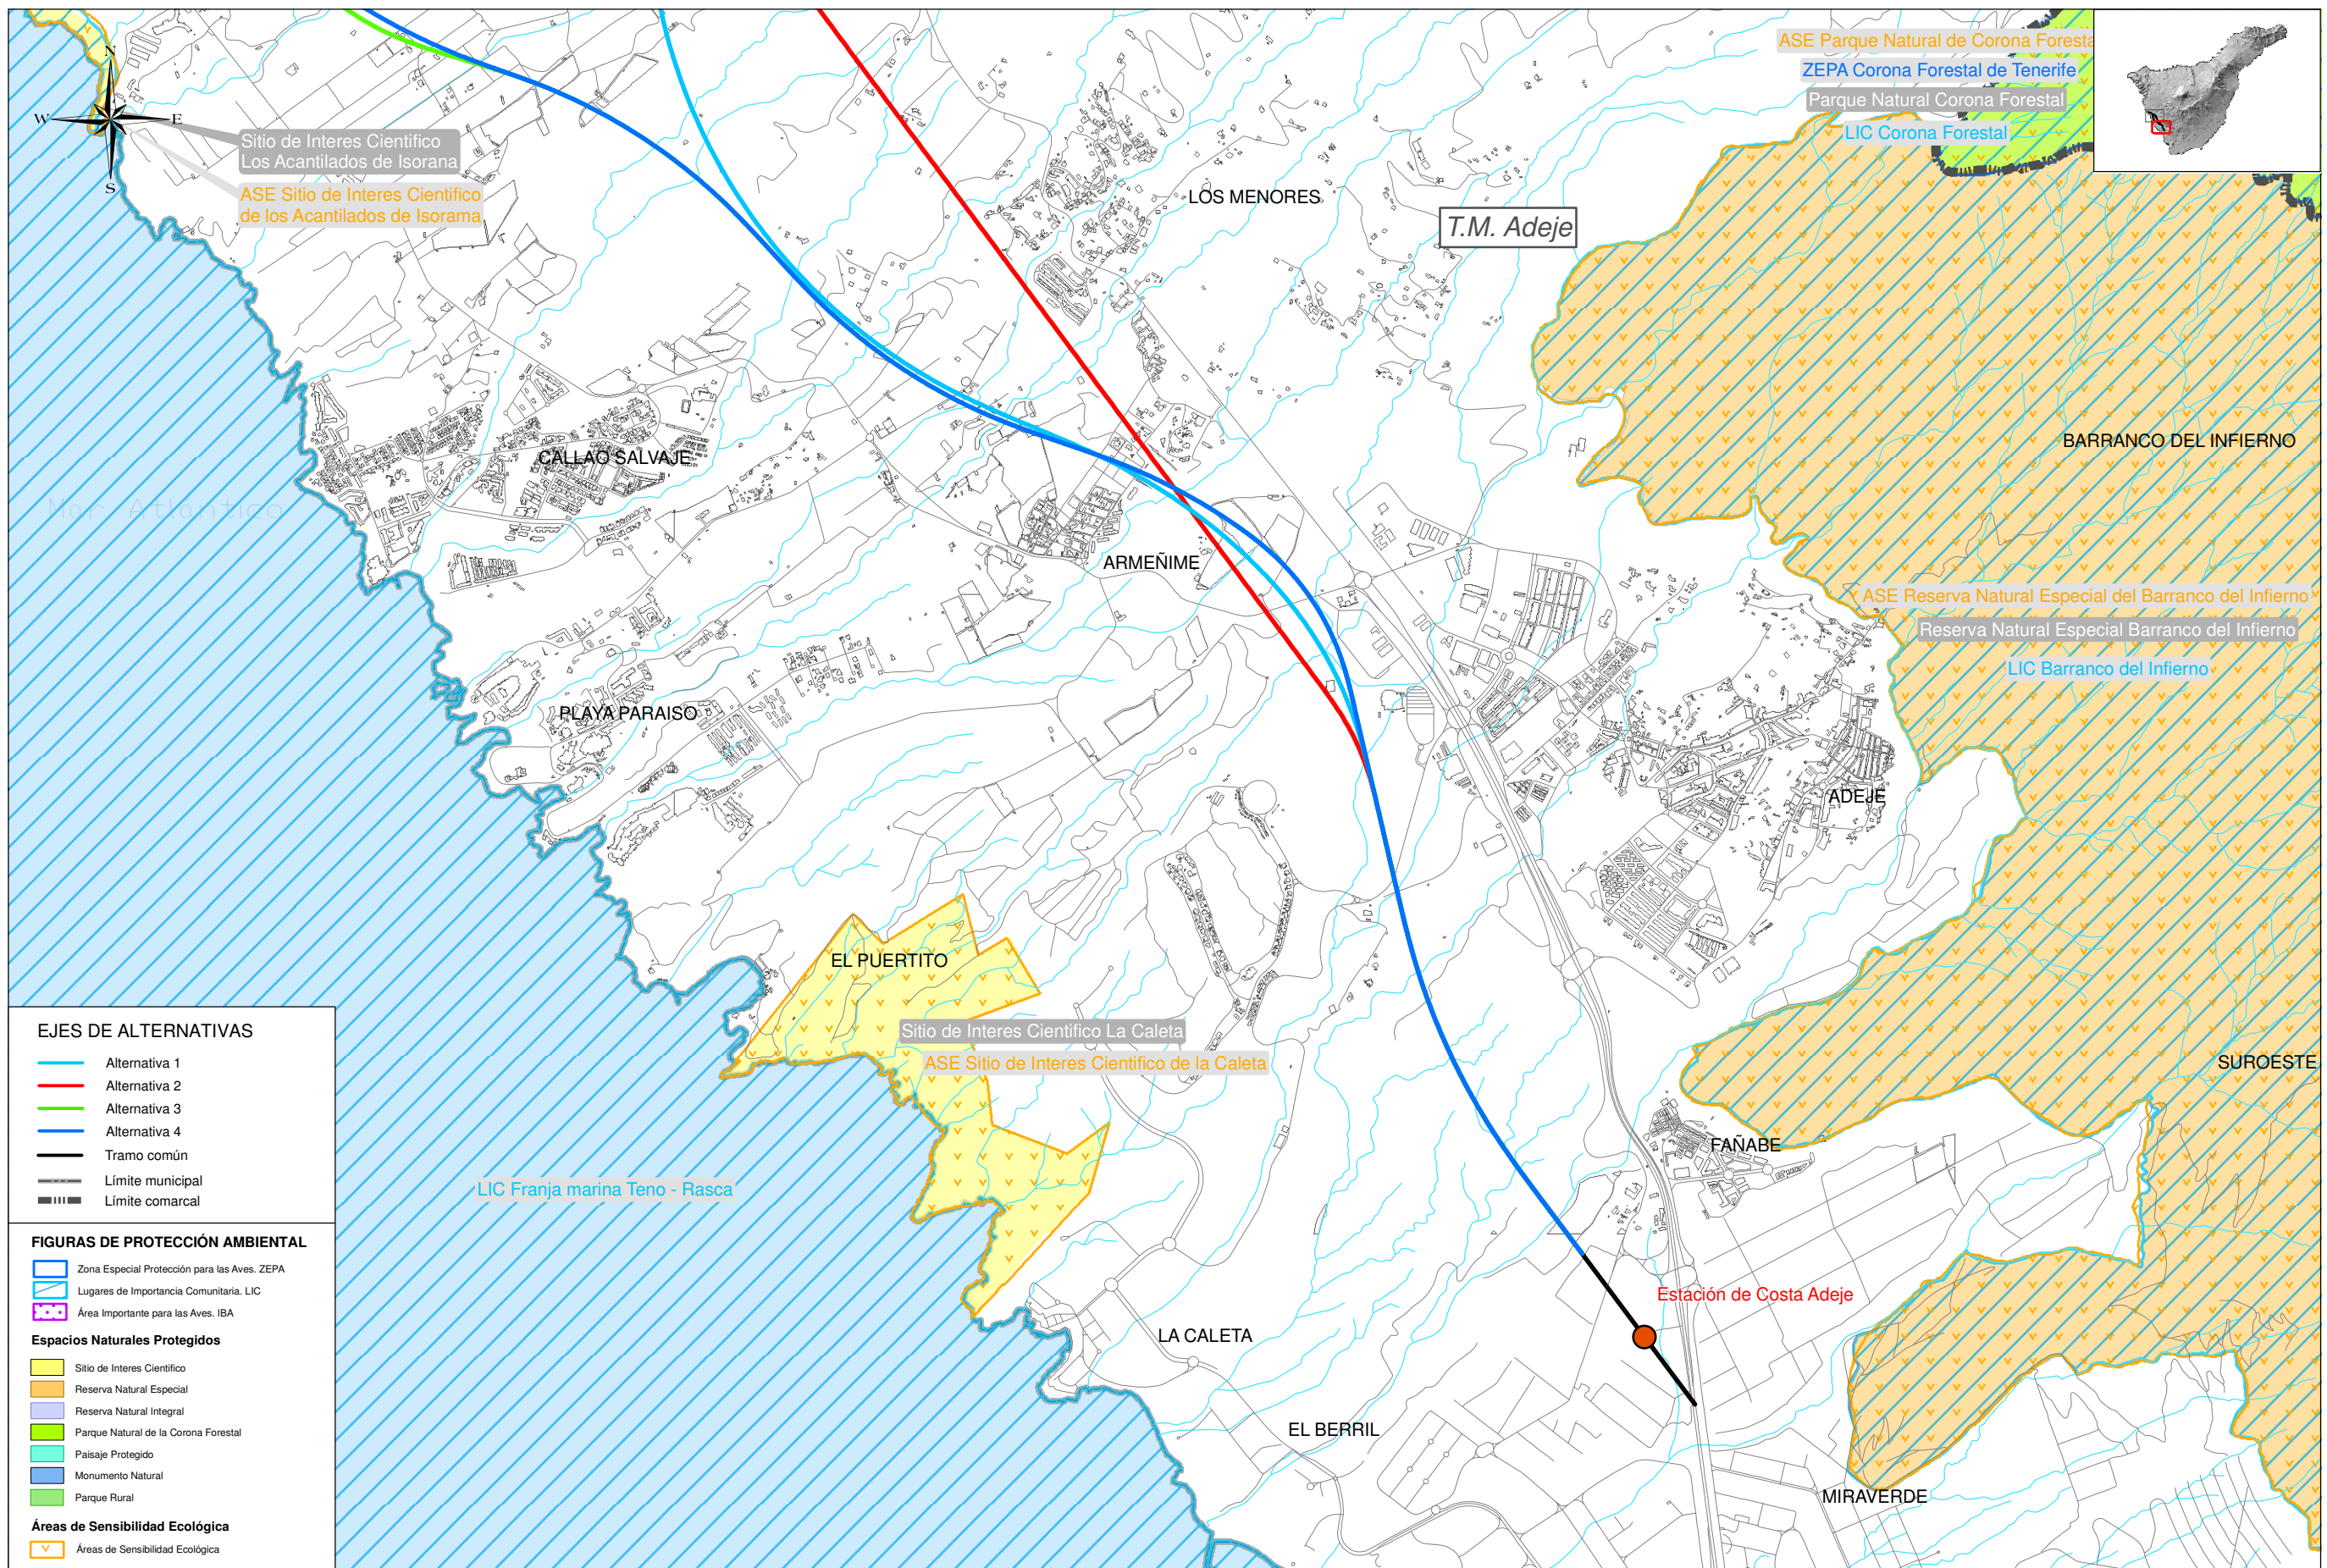 N
W
E
S
Sitio de Interes Cientifico
Los Acantilados de Isorana
ASE Sitio de Interes Cientifico
de los Acantilados de Isorama
ASE Parque Natural de Corona Foresta
ZEPA Corona Forestal de Tenerife
Parque Natural Corona Forestal
LIC Corona Forestal
LOS MENORES
T.M. Adeje
BARRANCO DEL INFIERNO
CALLAO SALVAJE
Mar Atlantico
ARMEÑIME
ASE Reserva Natural Especial del Barranco del Infierno
Reserva Natural Especial Barranco del Infierno
LIC Barranco del Infierno
PLAYA PARAISO
ADEJE
EL PUERTITO
Sitio de Interes Cientifico La Caleta
ASE Sitio de Interes Cientifico de la Caleta
SUROESTE
FAÑABE
LIC Franja marina Teno - Rasca
Estación de Costa Adeje
LA CALETA
EL BERRIL
MIRAVERDE
EJES DE ALTERNATIVAS
Alternativa 1
Alternativa 2
Alternativa 3
Alternativa 4
Tramo común
Límite municipal
Límite comarcal
FIGURAS DE PROTECCIÓN AMBIENTAL
Zona Especial Protección para las Aves. ZEPA
Lugares de Importancia Comunitaria. LIC
Área Importante para las Aves. IBA
Espacios Naturales Protegidos
Sitio de Interes Cientifico
Reserva Natural Especial
Reserva Natural Integral
Parque Natural de la Corona Forestal
Paisaje Protegido
Monumento Natural
Parque Rural
Áreas de Sensibilidad Ecológica
Áreas de Sensibilidad Ecológica